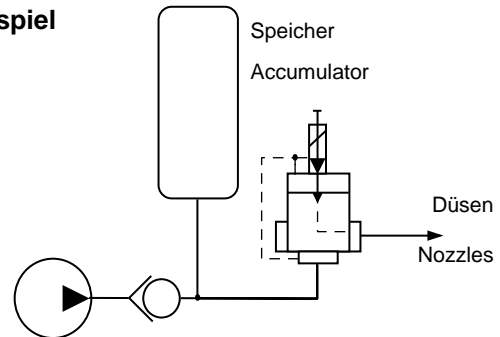 spiel
Speicher
Accumulator
Düsen
Nozzles